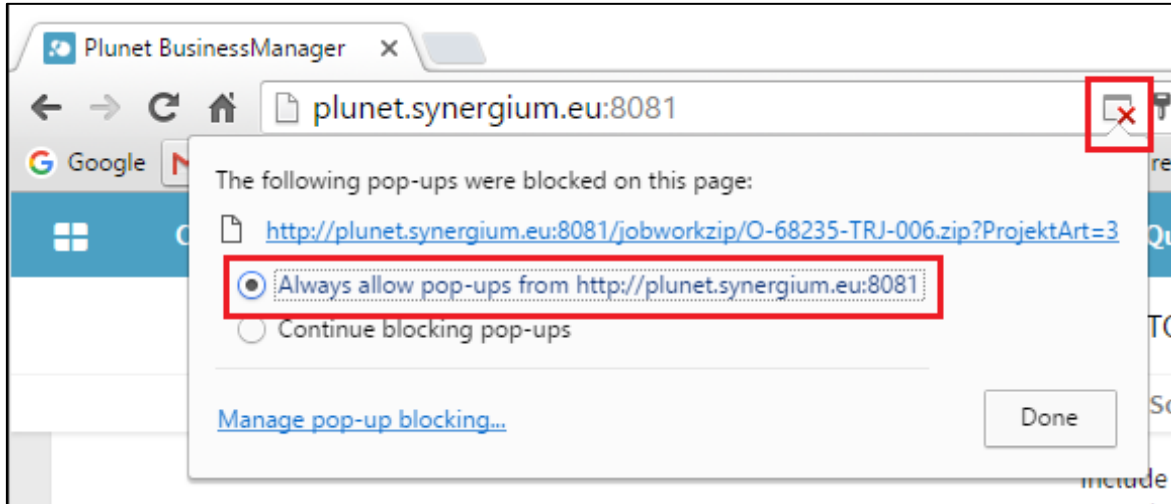 Plunet BusinessManager
plunet.synergium.eu:8081
Google
The following pop-ups were blocked on this page:
http://plunet.synergium.eu:8081/jobworkzip/O-68235-TRJ-006.zip?ProjektArt=3
Always allow pop-ups from http://plunet.synergium.eu:8081
Continue blocking pop-ups
Manage pop-up blocking...
Done
include